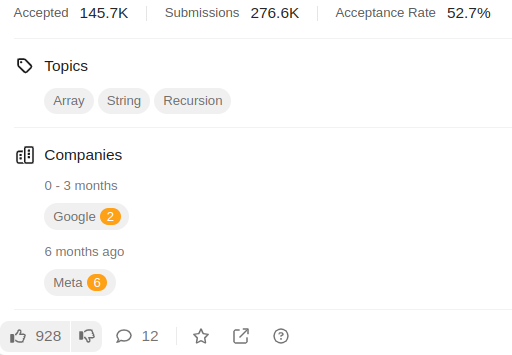 Accepted 145.7K Submissions 276.6K Acceptance Rate 52.7%
Topics
Array String Recursion
Companies
0 - 3 months
Google 2
6 months ago
Meta 6
928 12